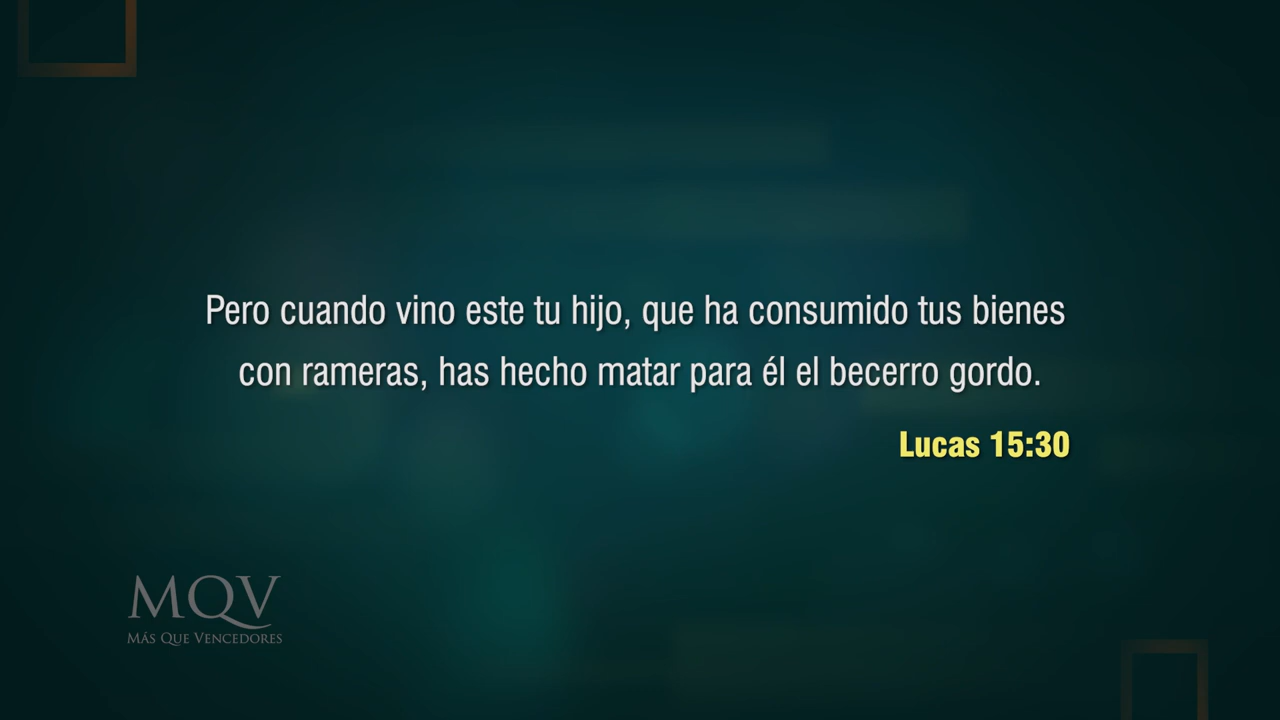 Pero cuando vino este tu hijo, que ha consumido tus bienes
con rameras, has hecho matar para él el becerro gordo.
Lucas 15:30
MQV
MÁS QUE VENCEDORES